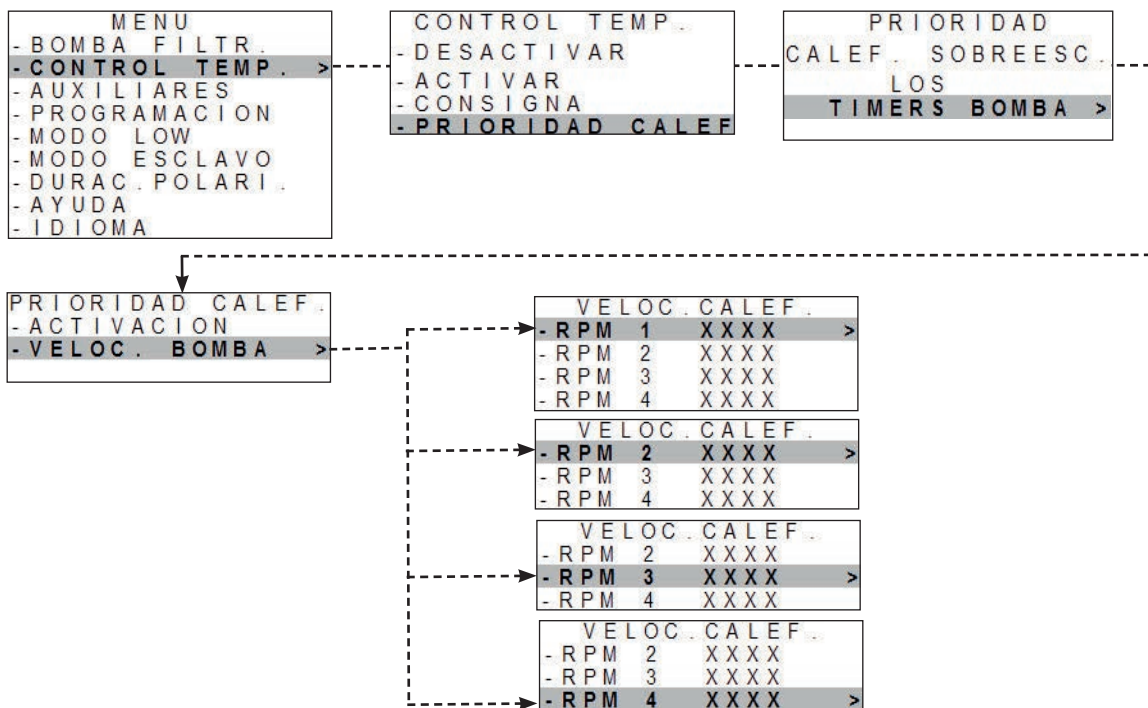 MENU
-BOMBA FILTR.
-CONTROL TEMP. >
-AUXILIARES
-PROGRAMACION
-MODO LOW
-MODO ESCLAVO
-DURAC.POLARI.
-AYUDA
-IDIOMA
CONTROL TEMP.
-DESACTIVAR
-ACTIVAR
-CONSIGNA
-PRIORIDAD CALEF
PRIORIDAD
CALEF. SOBREESC.
LOS
TIMERS BOMBA >
PRIORIDAD CALEF.
-ACTIVACION
-VELOC. BOMBA >
VELOC.CALEF.
-RPM 1 XXXX >
-RPM 2 XXXX
-RPM 3 XXXX
-RPM 4 XXXX
VELOC.CALEF.
-RPM 2 XXXX >
-RPM 3 XXXX
-RPM 4 XXXX
VELOC.CALEF.
-RPM 2 XXXX
-RPM 3 XXXX >
-RPM 4 XXXX
VELOC.CALEF.
-RPM 2 XXXX
-RPM 3 XXXX
-RPM 4 XXXX >